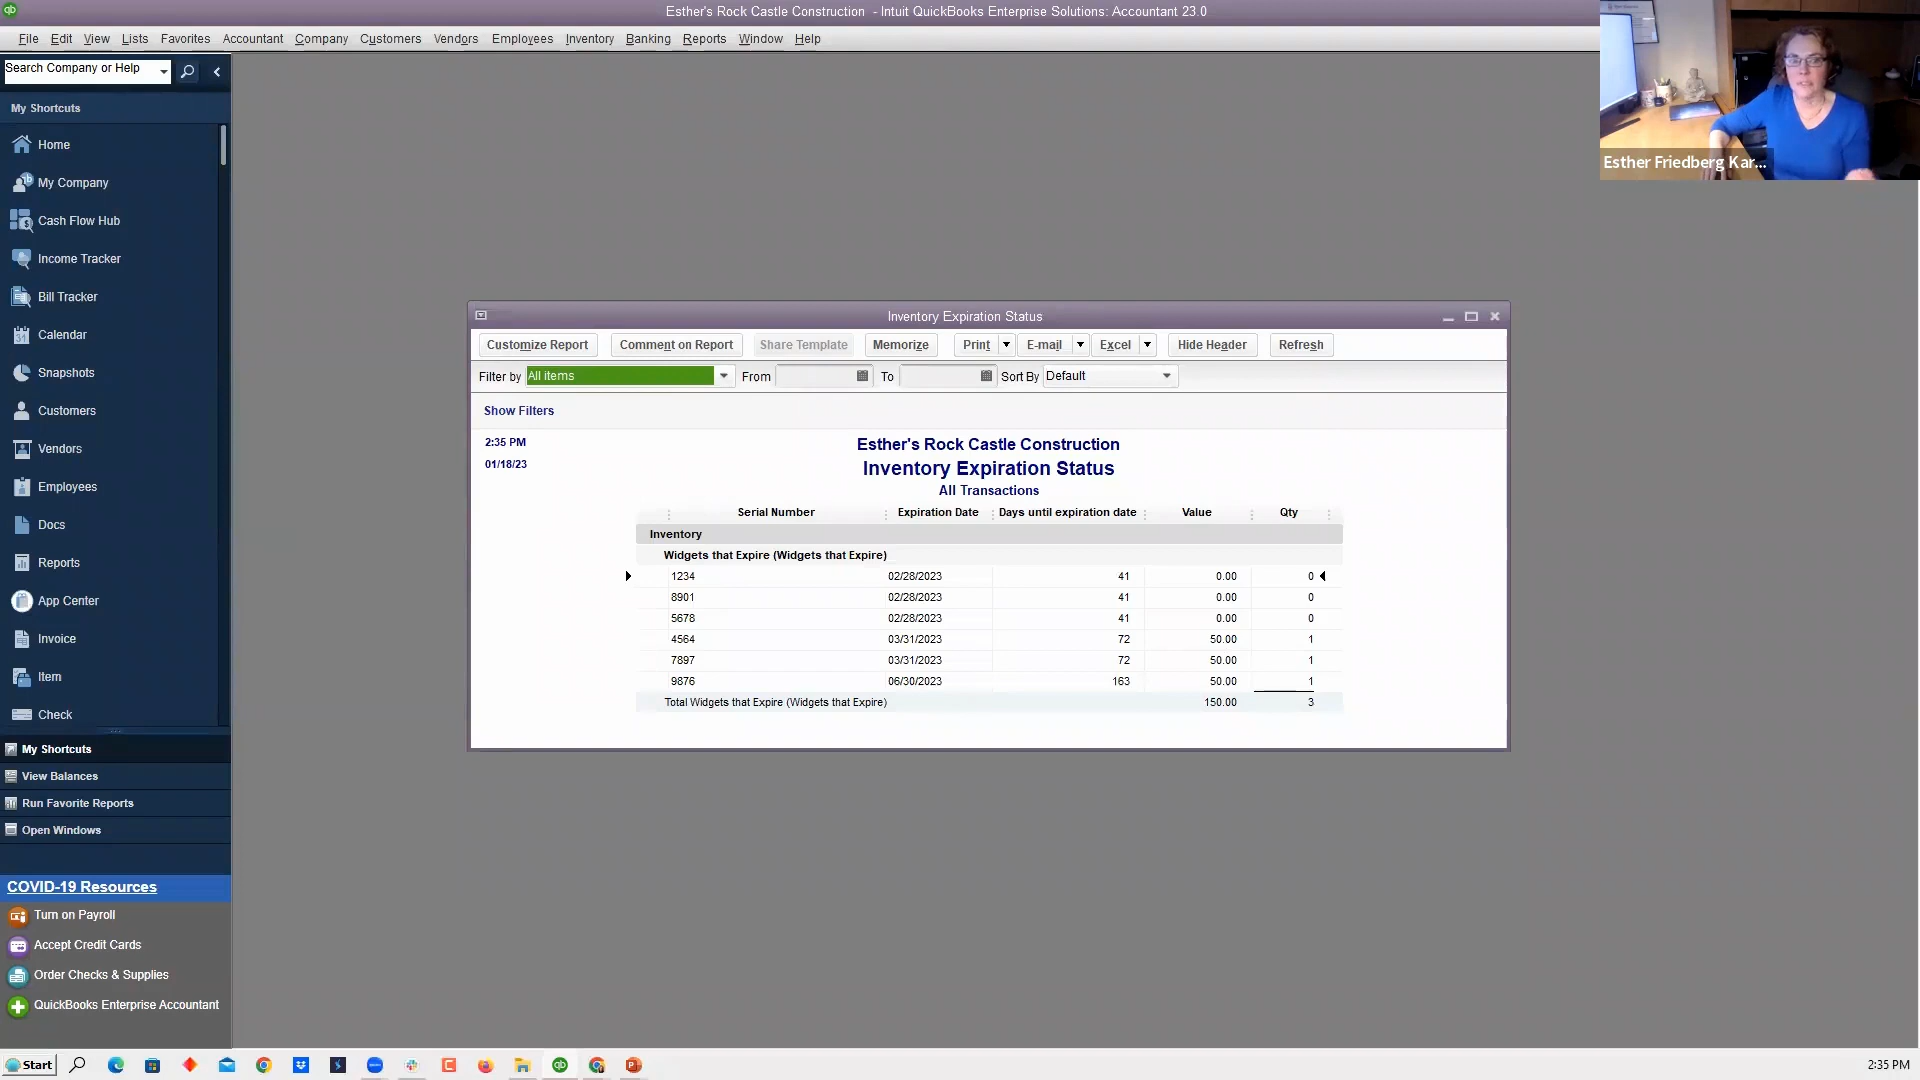 Esther's Rock Castle Construction - Intuit QuickBooks Enterprise Solutions: Accountant 23.0
File Edit View Lists Favorites Accountant Company Customers Vendors Employees Inventory Banking Reports Window Help
Search Company or Help
My Shortcuts
Home
My Company
Cash Flow Hub
Income Tracker
Bill Tracker
Calendar
Snapshots
Customers
Vendors
Employees
Docs
Reports
App Center
Invoice
Item
Check
My Shortcuts
View Balances
Run Favorite Reports
Open Windows
COVID-19 Resources
Turn on Payroll
Accept Credit Cards
Order Checks & Supplies
QuickBooks Enterprise Accountant
Esther Friedberg Kar...
Inventory Expiration Status
Customize Report Comment on Report Share Template Memorize Print E-mail Excel Hide Header Refresh
Filter by All items From To Sort By Default
Show Filters
2:35 PM
01/18/23
Esther's Rock Castle Construction
Inventory Expiration Status
All Transactions
Serial Number Expiration Date Days until expiration date Value Qty
Inventory
Widgets that Expire (Widgets that Expire)
1234 02/28/2023 41 0.00 0
8901 02/28/2023 41 0.00 0
5678 02/28/2023 41 0.00 0
4564 03/31/2023 72 50.00 1
7897 03/31/2023 72 50.00 1
9876 06/30/2023 163 50.00 1
Total Widgets that Expire (Widgets that Expire) 150.00 3
Start
2:35 PM